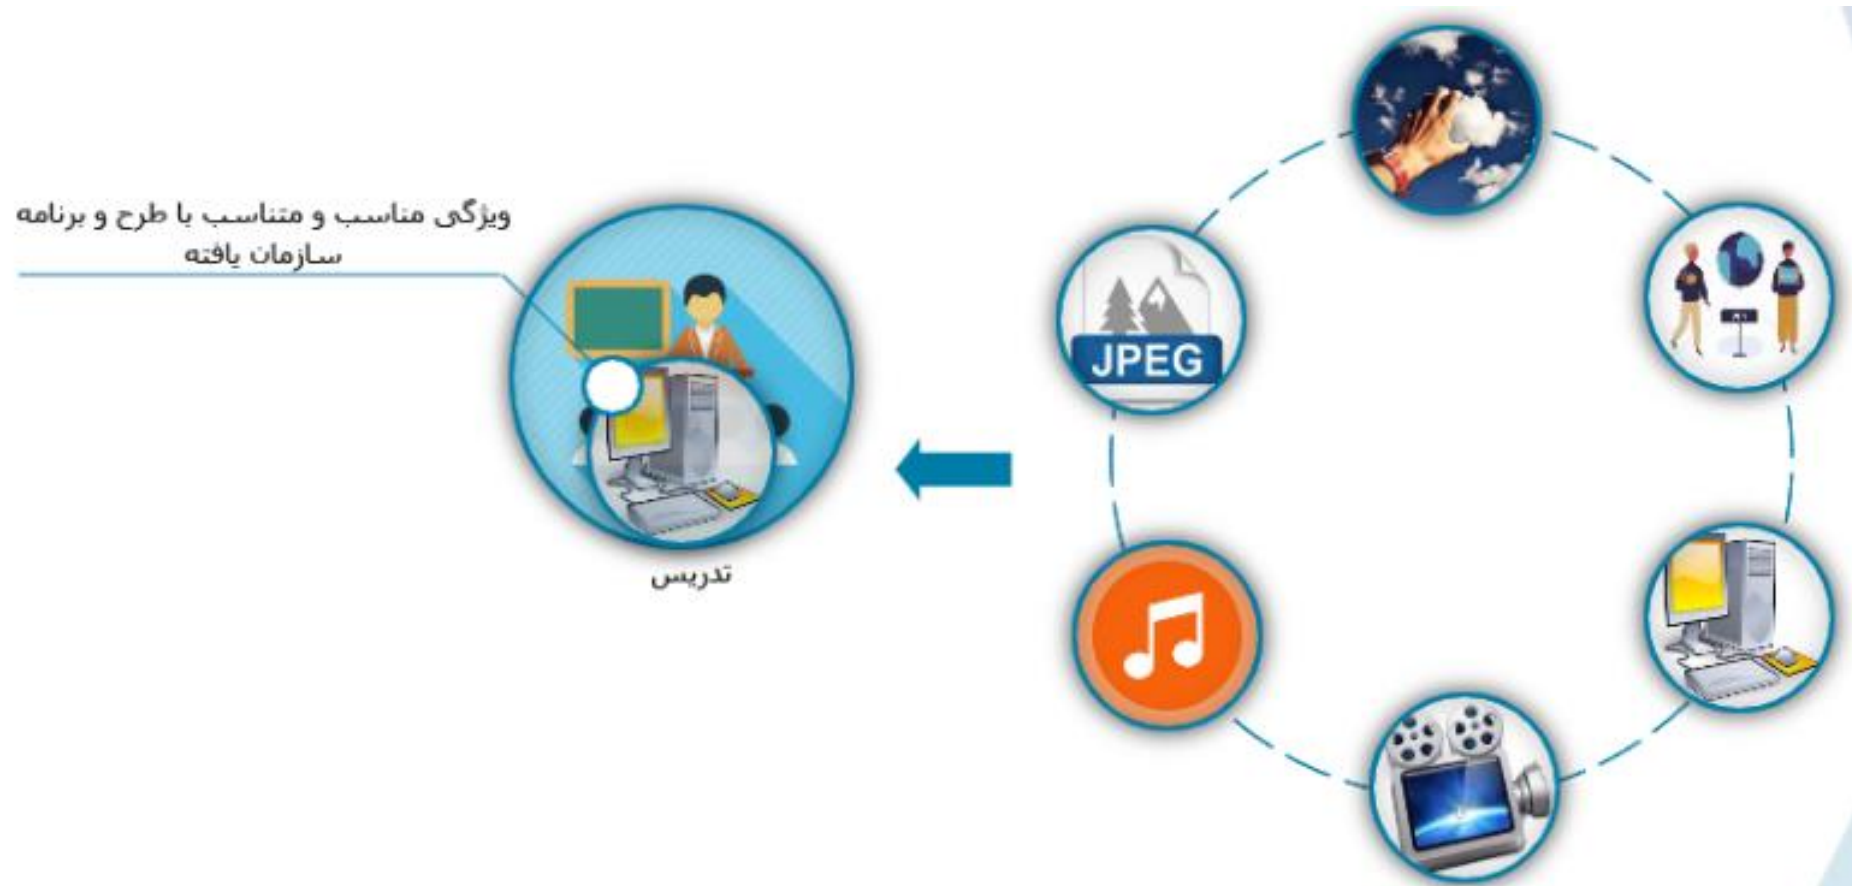 ویژگی مناسب و متناسب با طرح و برنامه
سازمان یافته
JPEG
تدریس